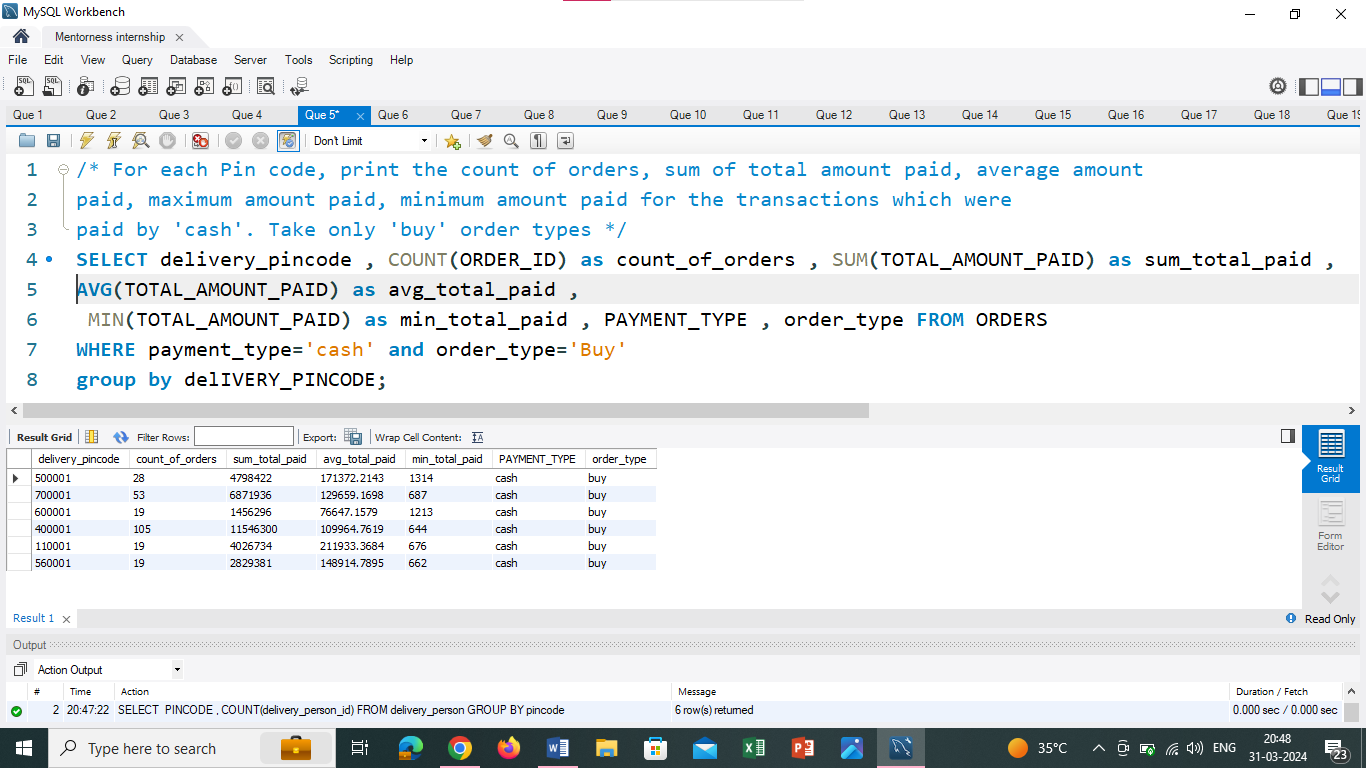 MySQL Workbench
Mentorness internship
File Edit View Query Database Server Tools Scripting Help
Que 1 Que 2 Que 3 Que 4 Que 5* Que 6 Que 7 Que 8 Que 9 Que 10 Que 11 Que 12 Que 13 Que 14 Que 15 Que 16 Que 17 Que 18 Que 19
Don't Limit
1 /* For each Pin code, print the count of orders, sum of total amount paid, average amount
2 paid, maximum amount paid, minimum amount paid for the transactions which were
3 paid by 'cash'. Take only 'buy' order types */
4 SELECT delivery_pincode , COUNT(ORDER_ID) as count_of_orders , SUM(TOTAL_AMOUNT_PAID) as sum_total_paid ,
5 AVG(TOTAL_AMOUNT_PAID) as avg_total_paid ,
6 MIN(TOTAL_AMOUNT_PAID) as min_total_paid , PAYMENT_TYPE , order_type FROM ORDERS
7 WHERE payment_type='cash' and order_type='Buy'
8 group by delIVERY_PINCODE;
Result Grid Filter Rows: Export: Wrap Cell Content:
delivery_pincode count_of_orders sum_total_paid avg_total_paid min_total_paid PAYMENT_TYPE order_type
500001 28 4798422 171372.2143 1314 cash buy
700001 53 6871936 129659.1698 687 cash buy
600001 19 1456296 76647.1579 1213 cash buy
400001 105 11546300 109964.7619 644 cash buy
110001 19 4026734 211933.3684 676 cash buy
560001 19 2829381 148914.7895 662 cash buy
Result Grid
Form Editor
Result 1
Read Only
Output
Action Output
# Time Action Message Duration / Fetch
2 20:47:22 SELECT PINCODE , COUNT(delivery_person_id) FROM delivery_person GROUP BY pincode 6 row(s) returned 0.000 sec / 0.000 sec
Type here to search
35°C ENG 20:48
31-03-2024
23